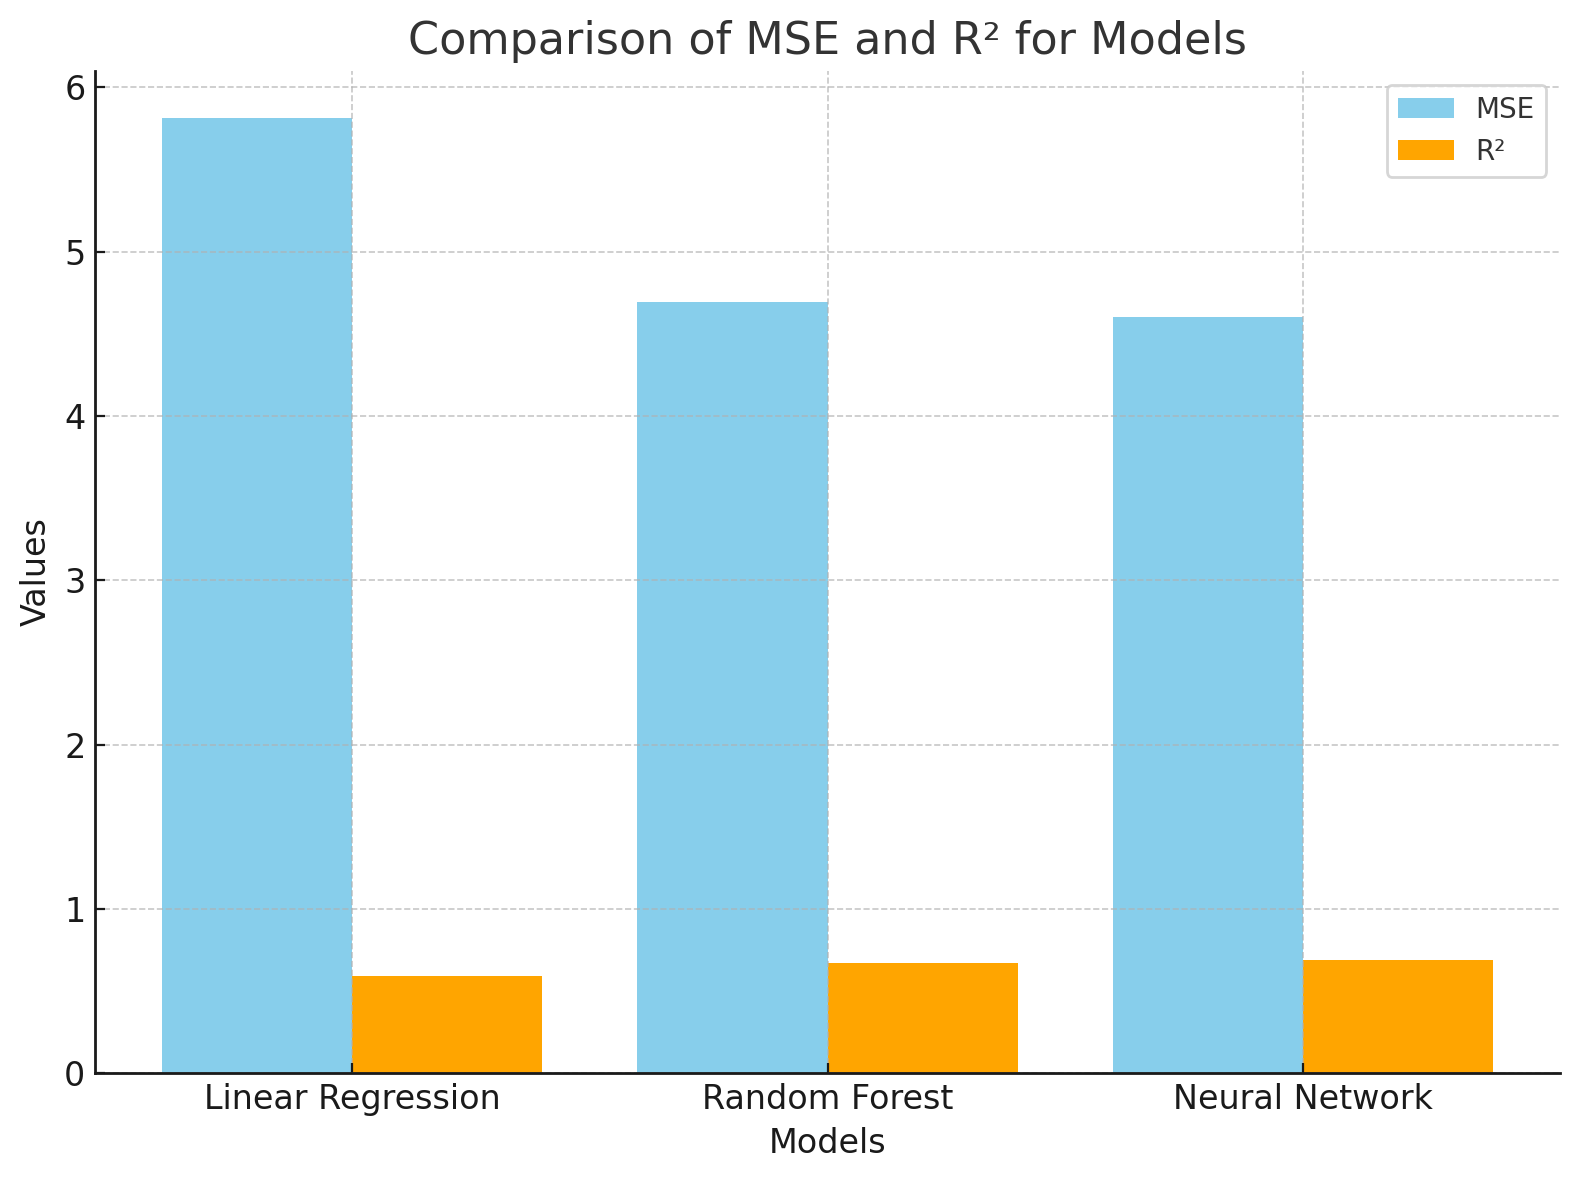 Comparison of MSE and R² for Models
MSE
R²
6
5
4
3
2
1
0
Values
Linear Regression
Random Forest
Neural Network
Models